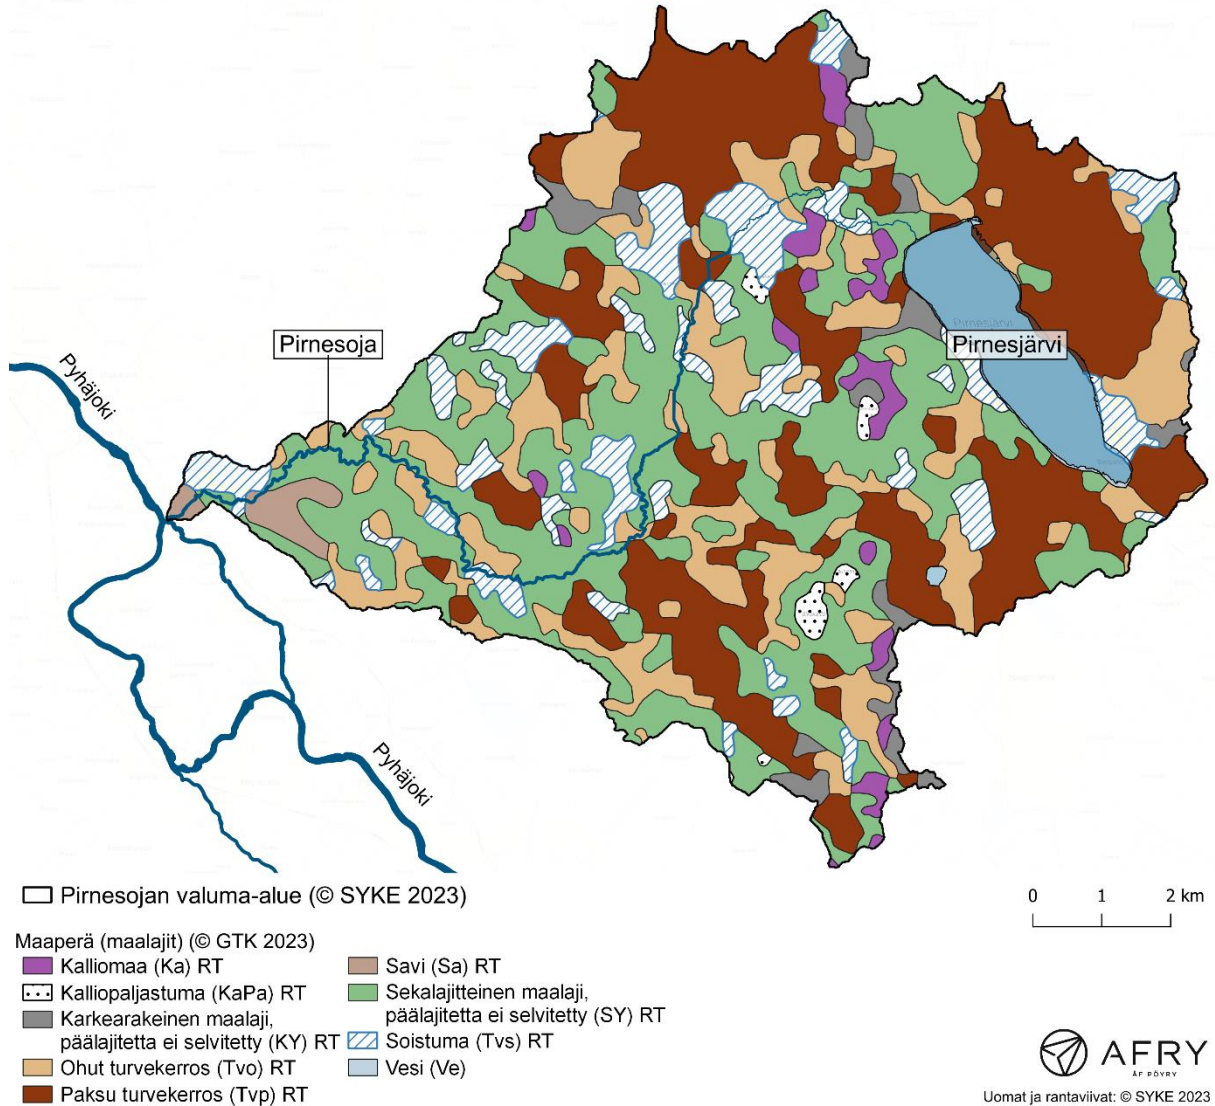 Pirnesoja
Pirnesjärvi
Pyhäjoki
Pyhäjoki
Pirnesojan valuma-alue (© SYKE 2023)
0 1 2 km
Maaperä (maalajit) (© GTK 2023)
Kalliomaa (Ka) RT
Kalliopaljastuma (KaPa) RT
Karkearakeinen maalaji,
päälajitetta ei selvitetty (KY) RT
Ohut turvekerros (Tvo) RT
Paksu turvekerros (Tvp) RT
Savi (Sa) RT
Sekalajitteinen maalaji,
päälajitetta ei selvitetty (SY) RT
Soistuma (Tvs) RT
Vesi (Ve)
AFRY
ÅF PÖYRY
Uomat ja rantaviivat: © SYKE 2023